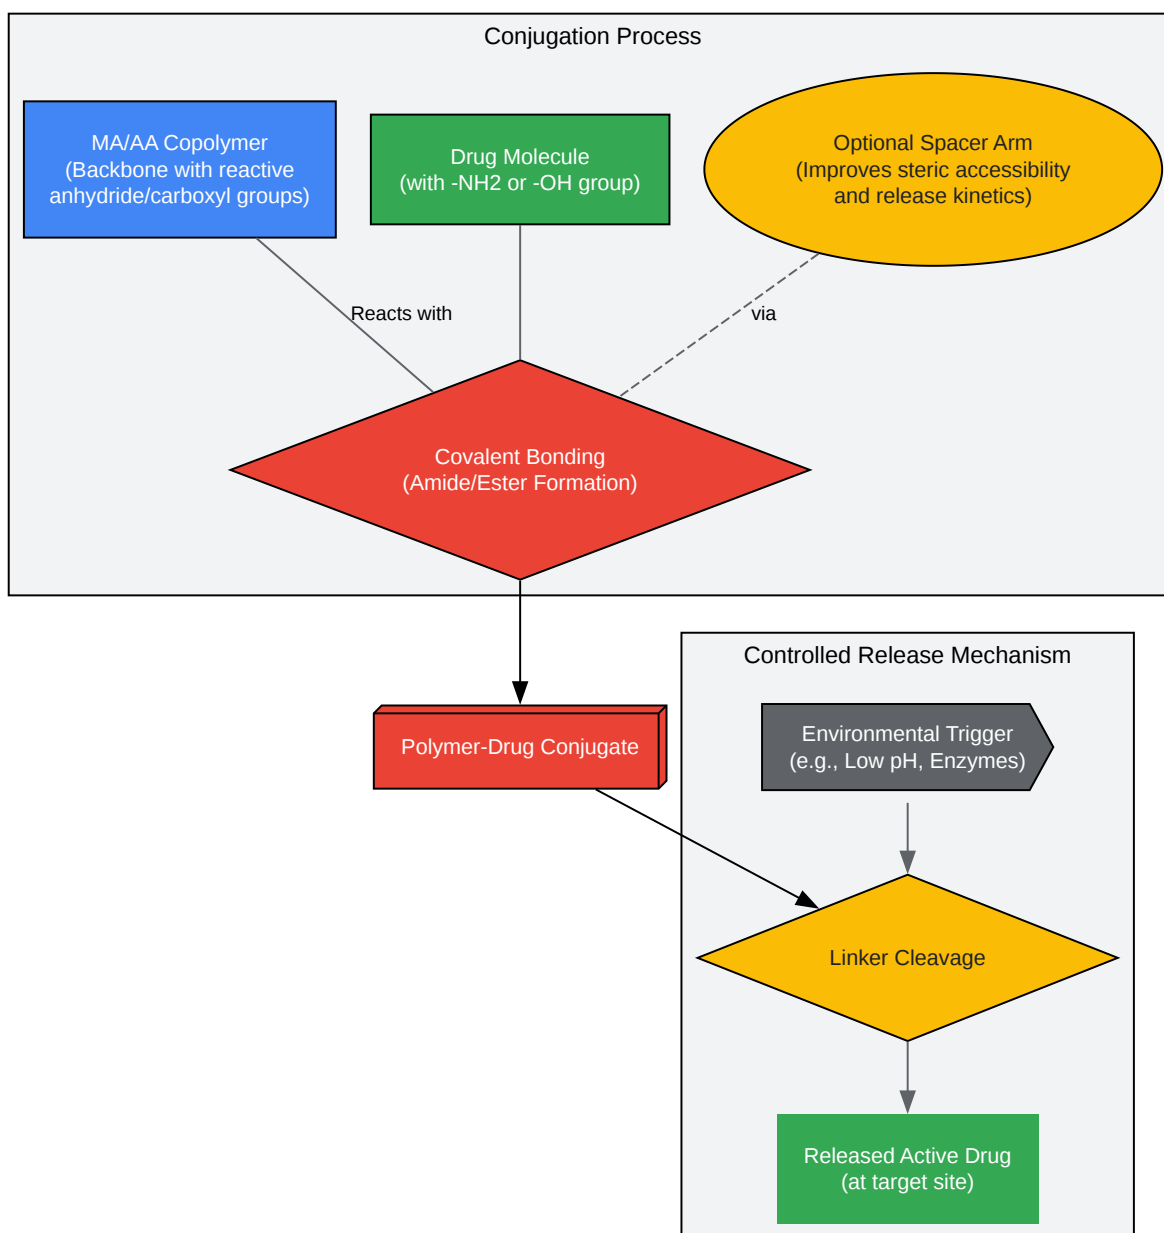 Conjugation Process
MA/AA Copolymer
(Backbone with reactive
anhydride/carboxyl groups)
Drug Molecule
(with -NH2 or -OH group)
Optional Spacer Arm
(Improves steric accessibility
and release kinetics)
Reacts with
via
Covalent Bonding
(Amide/Ester Formation)
Polymer-Drug Conjugate
Controlled Release Mechanism
Environmental Trigger
(e.g., Low pH, Enzymes)
Linker Cleavage
Released Active Drug
(at target site)